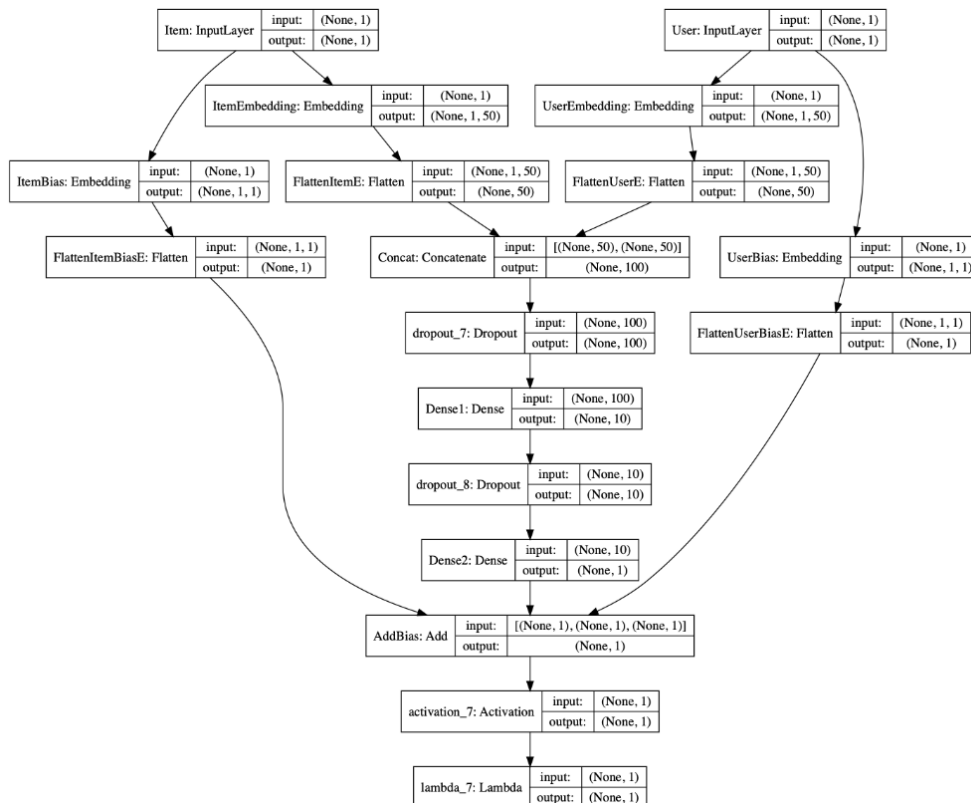 Item: InputLayer input: (None, 1)
output: (None, 1)
User: InputLayer input: (None, 1)
output: (None, 1)
ItemEmbedding: Embedding input: (None, 1)
output: (None, 1, 50)
UserEmbedding: Embedding input: (None, 1)
output: (None, 1, 50)
ItemBias: Embedding input: (None, 1)
output: (None, 1, 1)
FlattenItemE: Flatten input: (None, 1, 50)
output: (None, 50)
FlattenUserE: Flatten input: (None, 1, 50)
output: (None, 50)
FlattenItemBiasE: Flatten input: (None, 1, 1)
output: (None, 1)
Concat: Concatenate input: [(None, 50), (None, 50)]
output: (None, 100)
UserBias: Embedding input: (None, 1)
output: (None, 1, 1)
dropout_7: Dropout input: (None, 100)
output: (None, 100)
FlattenUserBiasE: Flatten input: (None, 1, 1)
output: (None, 1)
Dense1: Dense input: (None, 100)
output: (None, 10)
dropout_8: Dropout input: (None, 10)
output: (None, 10)
Dense2: Dense input: (None, 10)
output: (None, 1)
AddBias: Add input: [(None, 1), (None, 1), (None, 1)]
output: (None, 1)
activation_7: Activation input: (None, 1)
output: (None, 1)
lambda_7: Lambda input: (None, 1)
output: (None, 1)